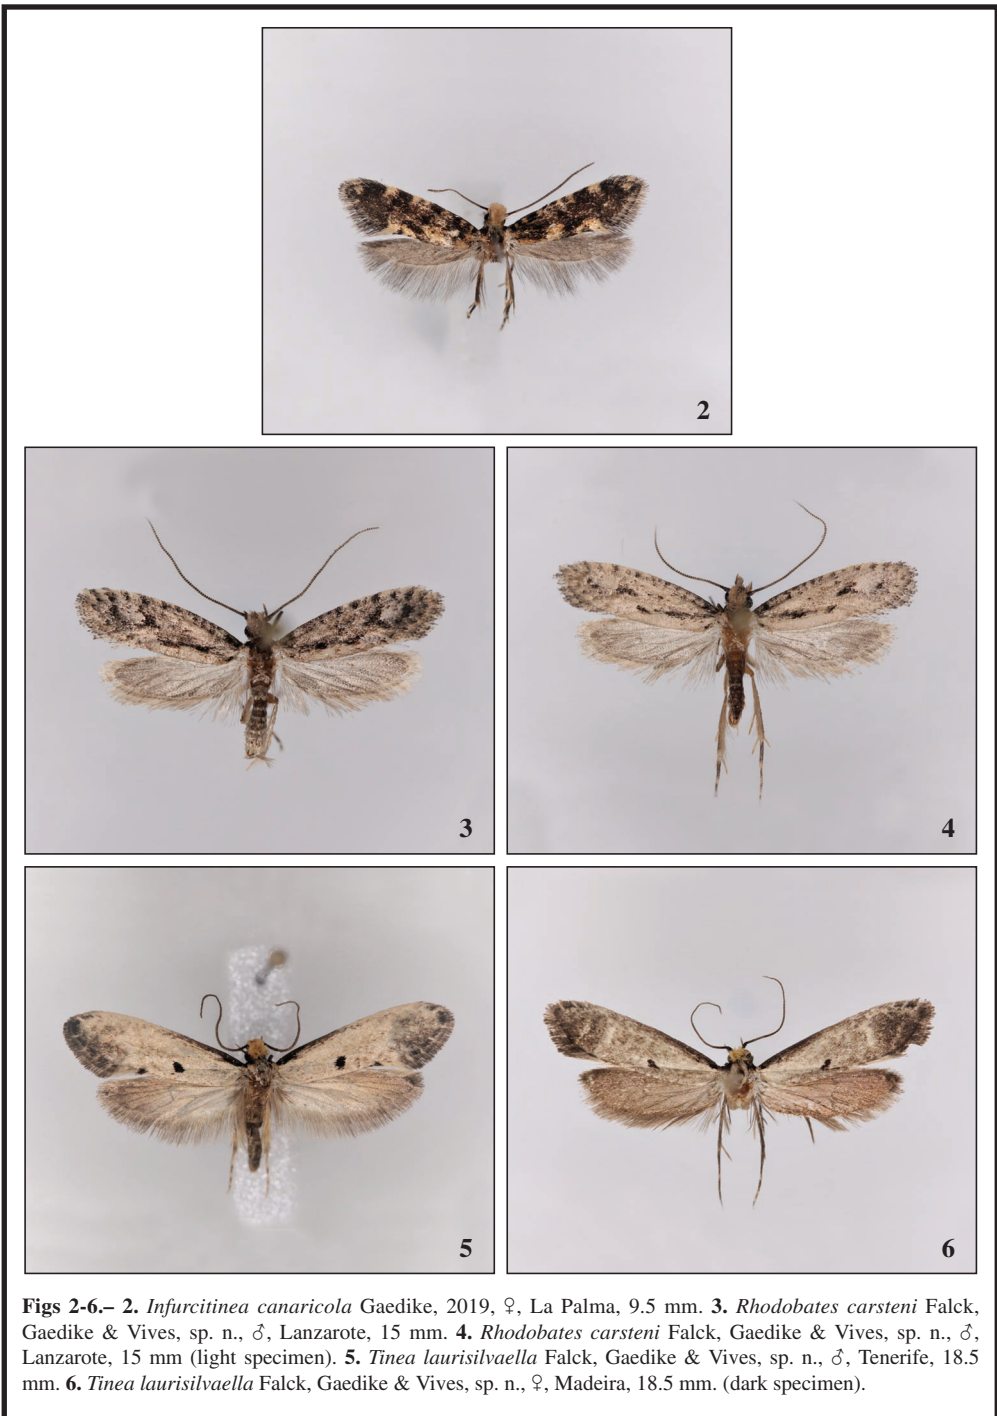 2
3
4
5
6
Figs 2-6.– 2. Infurcitinea canaricola Gaedike, 2019, ♀, La Palma, 9.5 mm. 3. Rhodobates carsteni Falck,
Gaedike & Vives, sp. n., ♂, Lanzarote, 15 mm. 4. Rhodobates carsteni Falck, Gaedike & Vives, sp. n., ♂,
Lanzarote, 15 mm (light specimen). 5. Tinea laurisilvaella Falck, Gaedike & Vives, sp. n., ♂, Tenerife, 18.5
mm. 6. Tinea laurisilvaella Falck, Gaedike & Vives, sp. n., ♀, Madeira, 18.5 mm. (dark specimen).